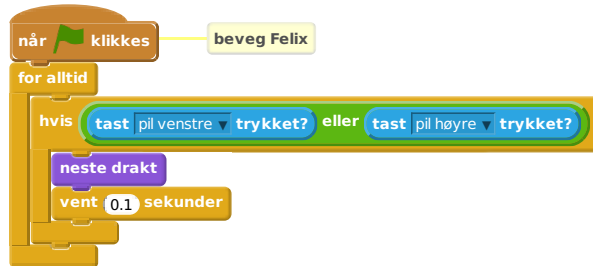 når klikkes beveg Felix
for alltid
hvis tast pil venstre trykket? eller tast pil høyre trykket?
neste drakt
vent 0.1 sekunder